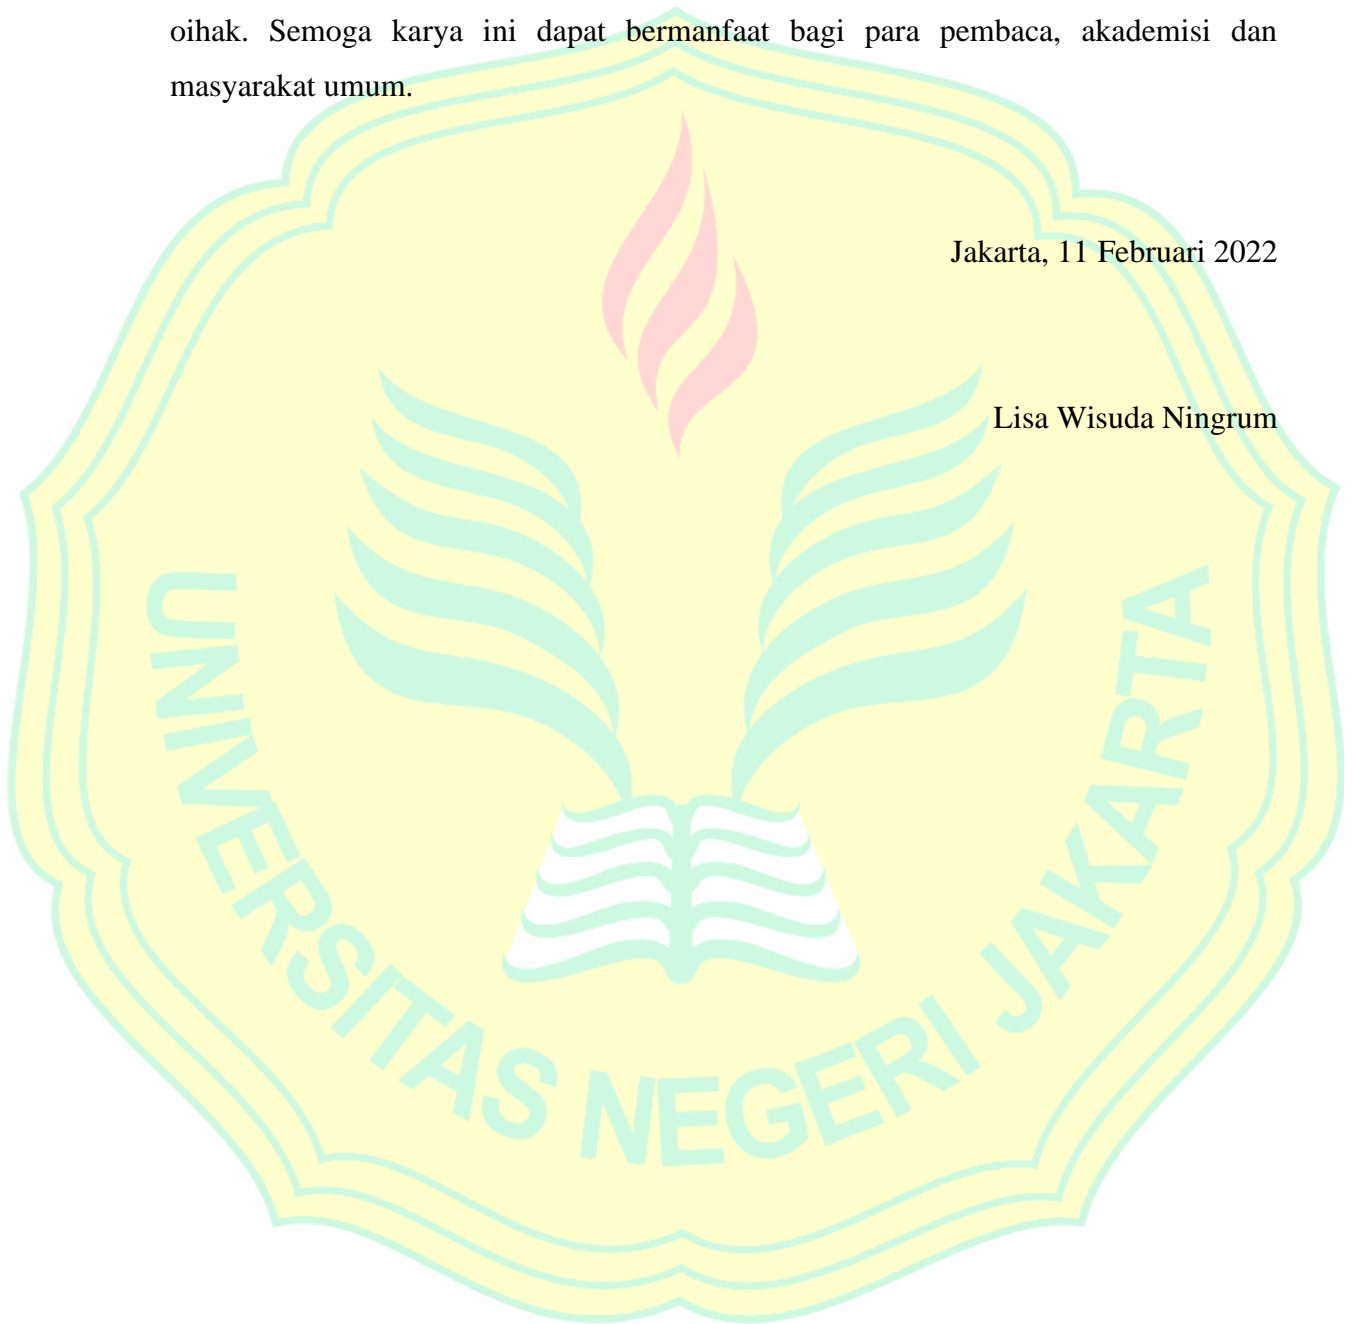 oihak. Semoga karya ini dapat bermanfaat bagi para pembaca, akademisi dan
masyarakat umum.
Jakarta, 11 Februari 2022
Lisa Wisuda Ningrum
UNIVERSITAS NEGERI JAKARTA